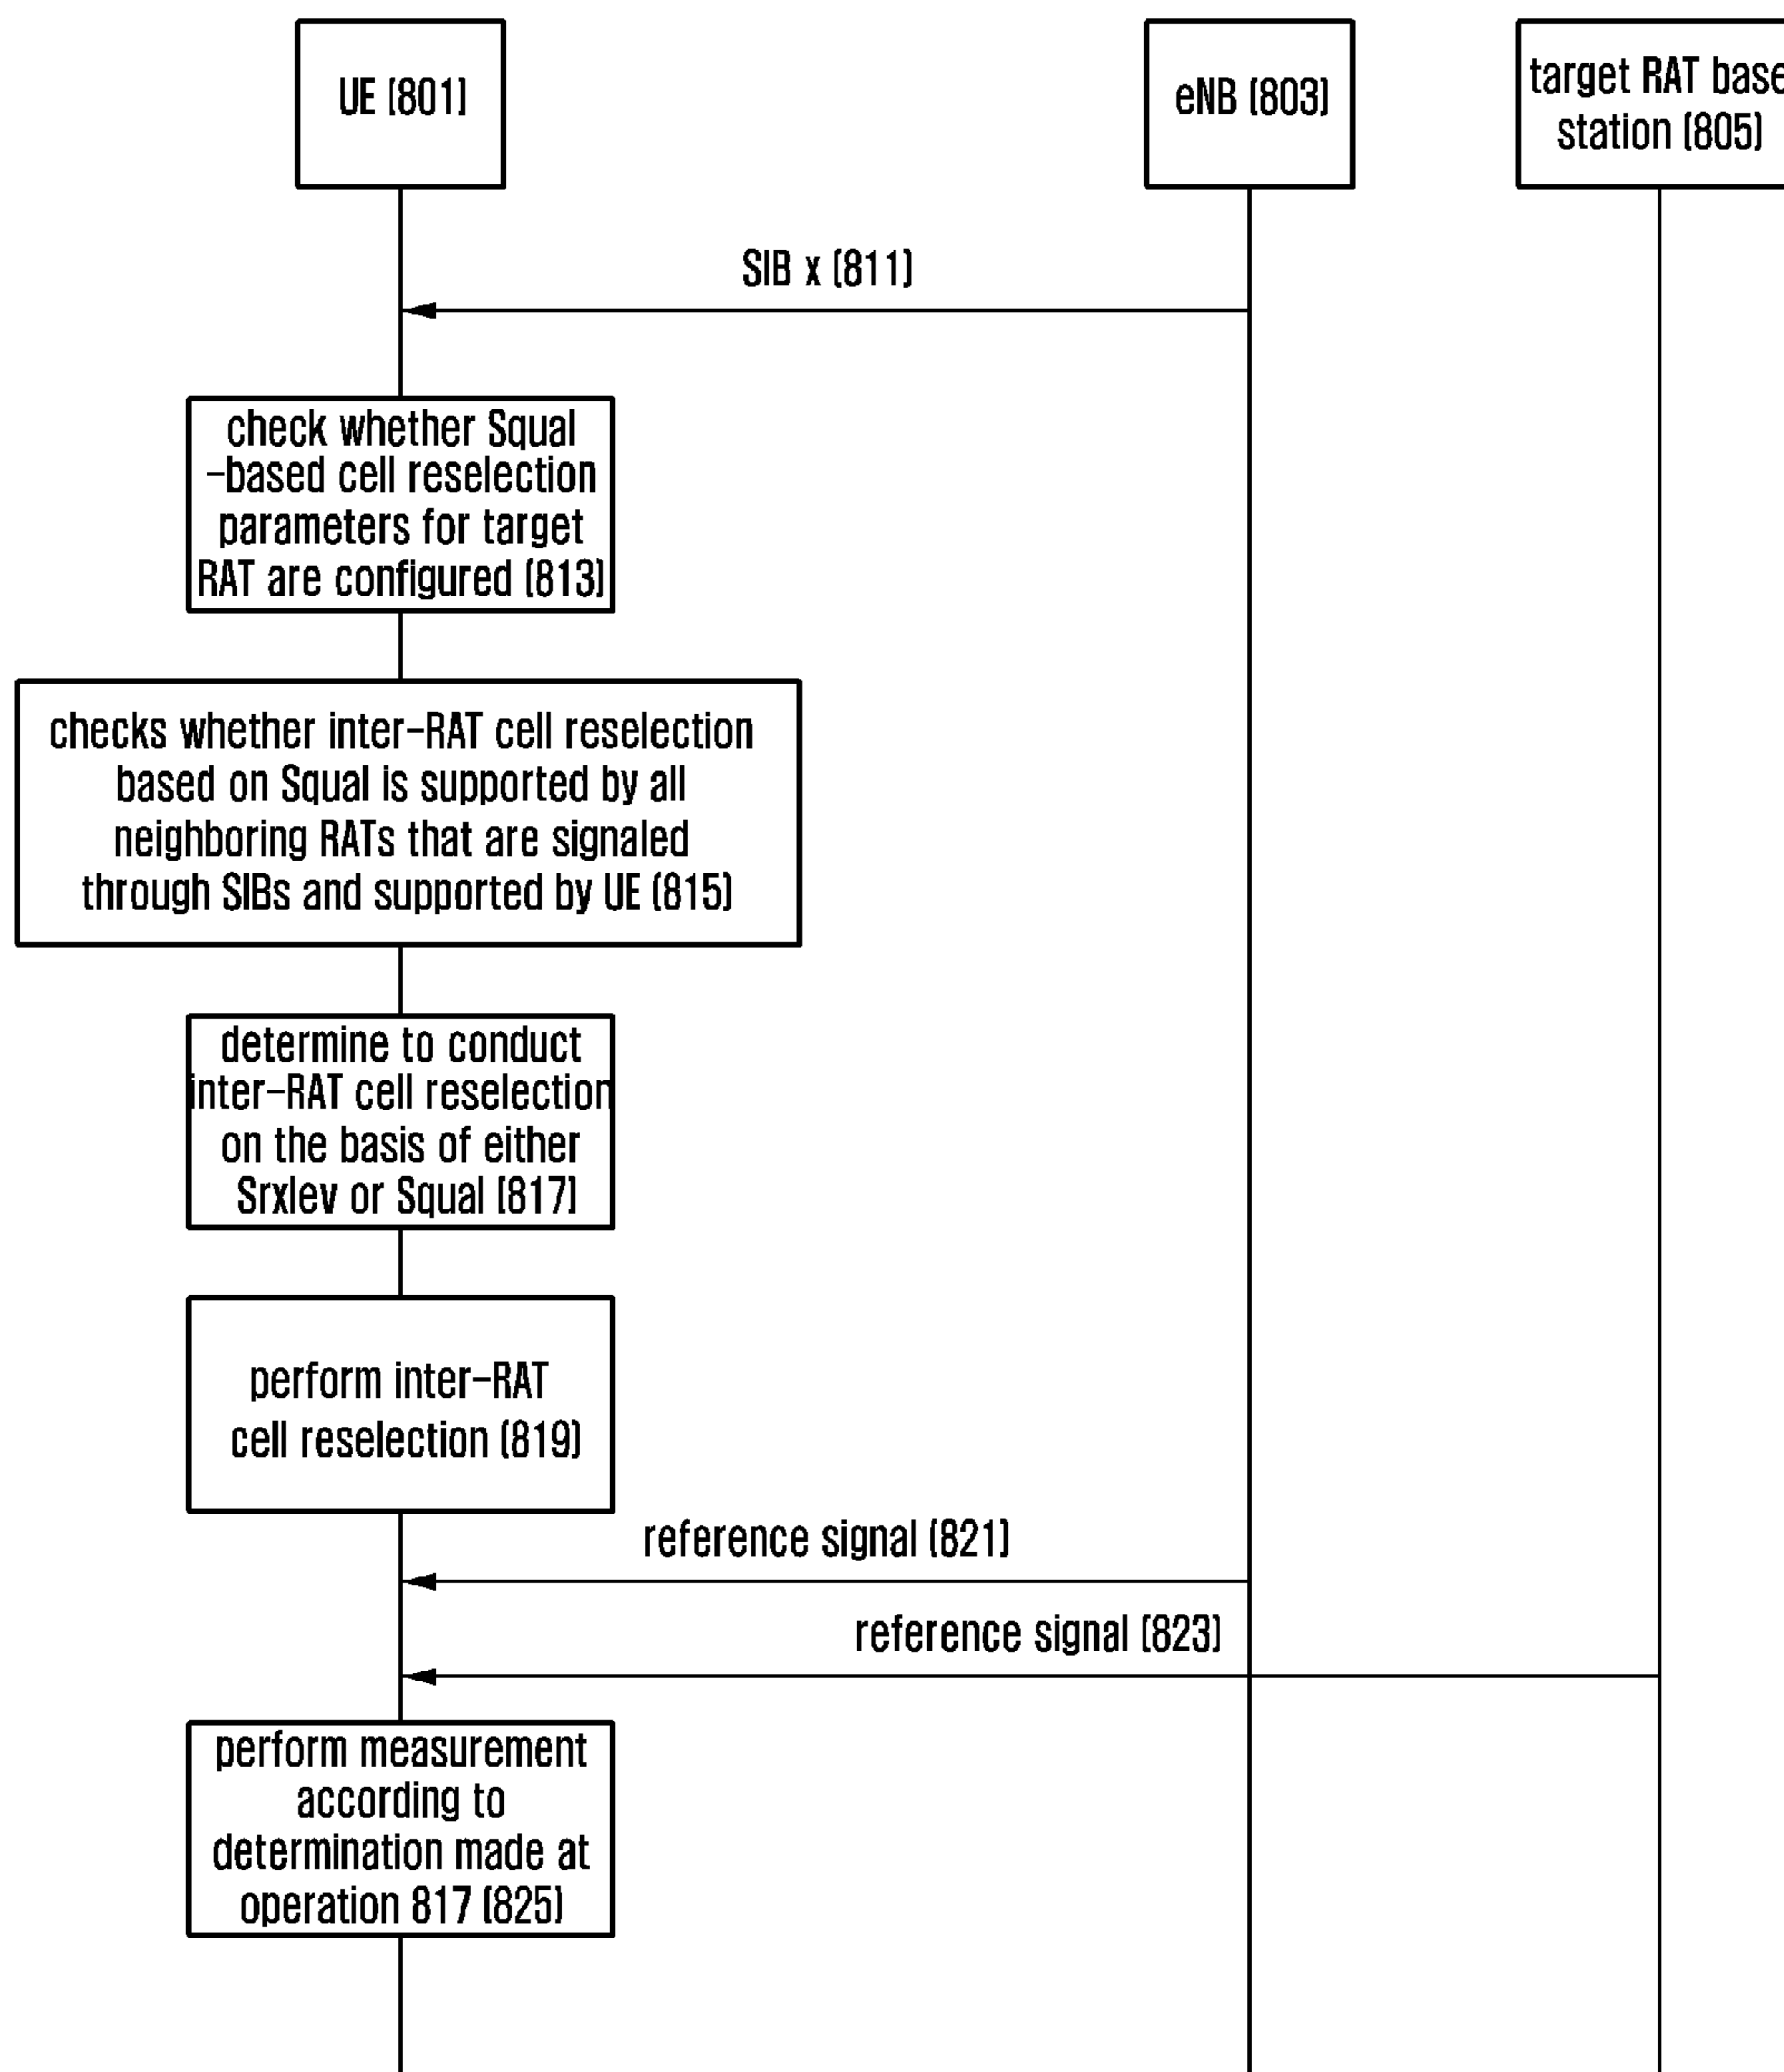 UE (801)
eNB (803)
target RAT base
station (805)
SIB x (811)
check whether Squal
-based cell reselection
parameters for target
RAT are configured (813)
checks whether inter-RAT cell reselection
based on Squal is supported by all
neighboring RATs that are signaled
through SIBs and supported by UE (815)
determine to conduct
inter-RAT cell reselection
on the basis of either
Srxlev or Squal (817)
perform inter-RAT
cell reselection (819)
reference signal (821)
reference signal (823)
perform measurement
according to
determination made at
operation 817 (825)